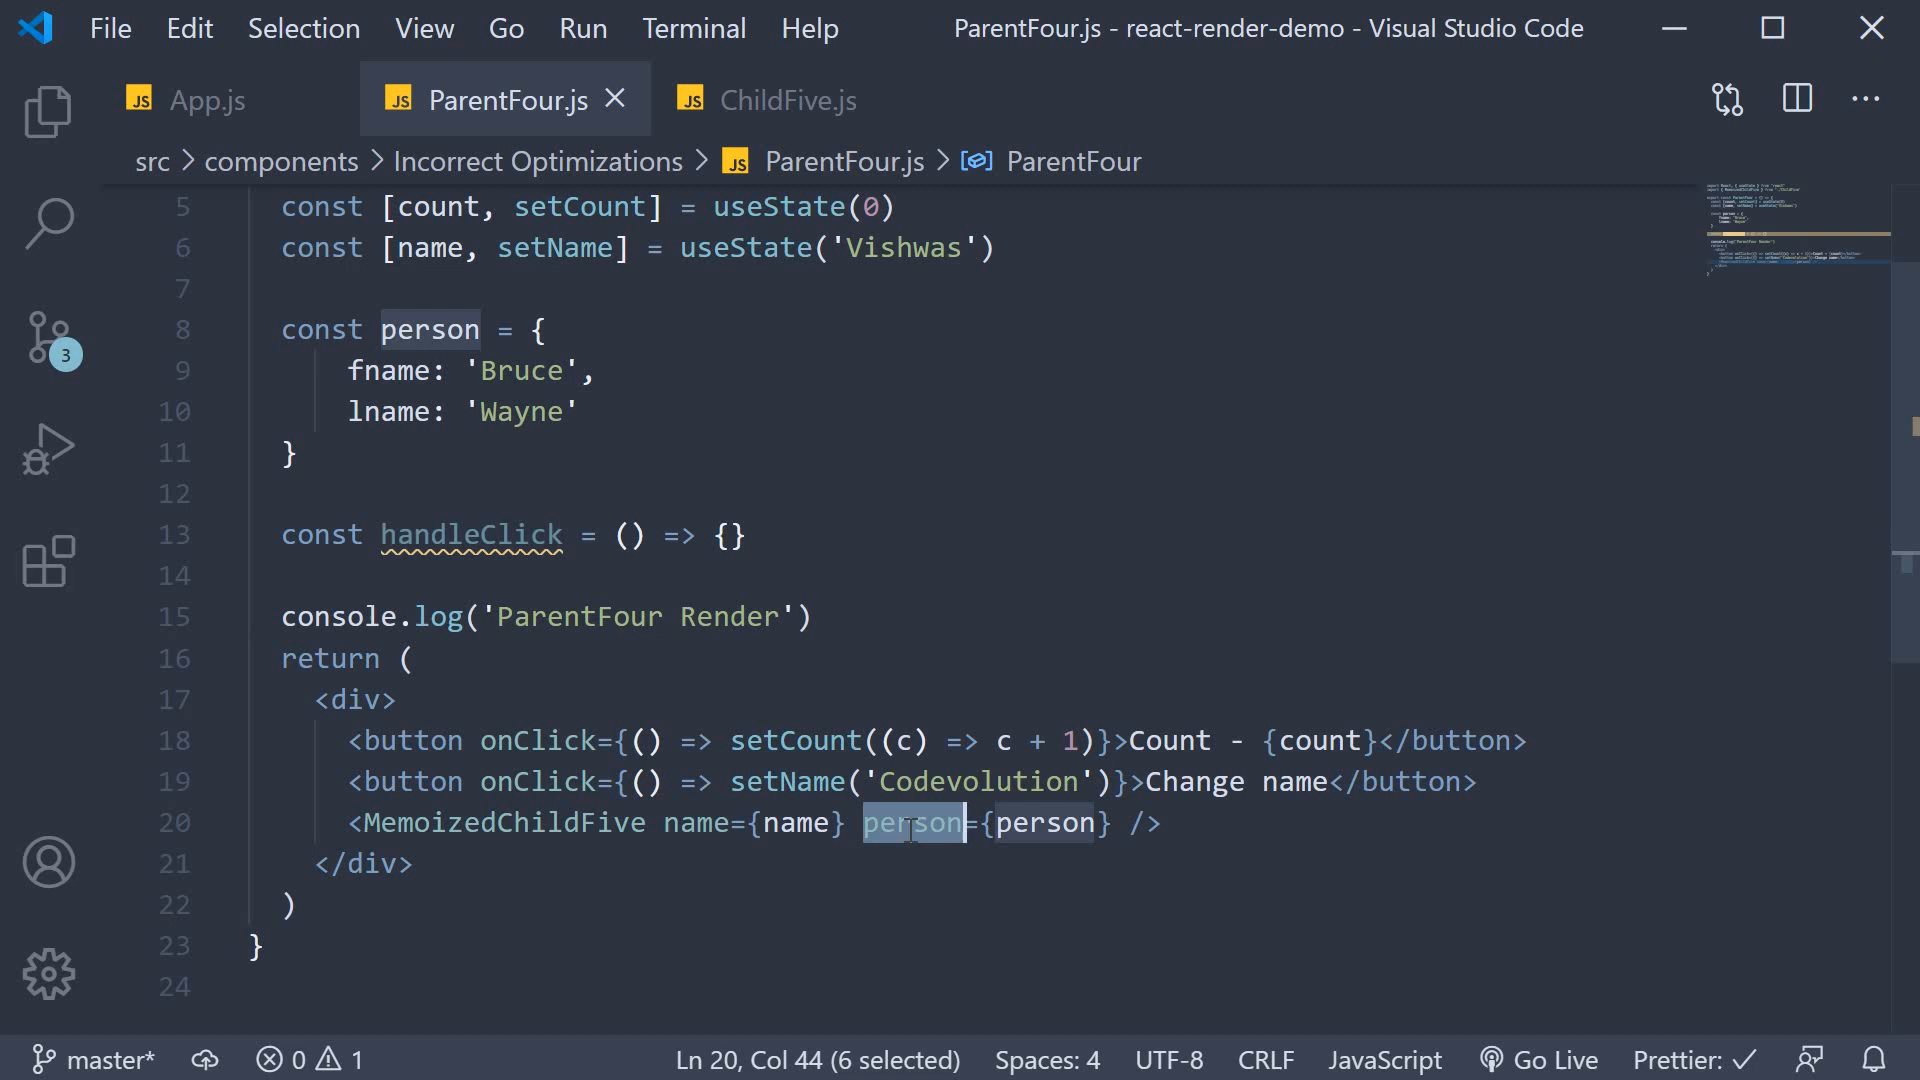 File Edit Selection View Go Run Terminal Help ParentFour.js - react-render-demo - Visual Studio Code
JS App.js JS ParentFour.js JS ChildFive.js
src > components > Incorrect Optimizations > JS ParentFour.js > ParentFour
5 const [count, setCount] = useState(0)
6 const [name, setName] = useState('Vishwas')
7
8 const person = {
9 fname: 'Bruce',
10 lname: 'Wayne'
11 }
12
13 const handleClick = () => {}
14
15 console.log('ParentFour Render')
16 return (
17 <div>
18 <button onClick={() => setCount((c) => c + 1)}>Count - {count}</button>
19 <button onClick={() => setName('Codevolution')}>Change name</button>
20 <MemoizedChildFive name={name} person={person} />
21 </div>
22 )
23 }
24
3
master* 0 1 Ln 20, Col 44 (6 selected) Spaces: 4 UTF-8 CRLF JavaScript Go Live Prettier: ✓